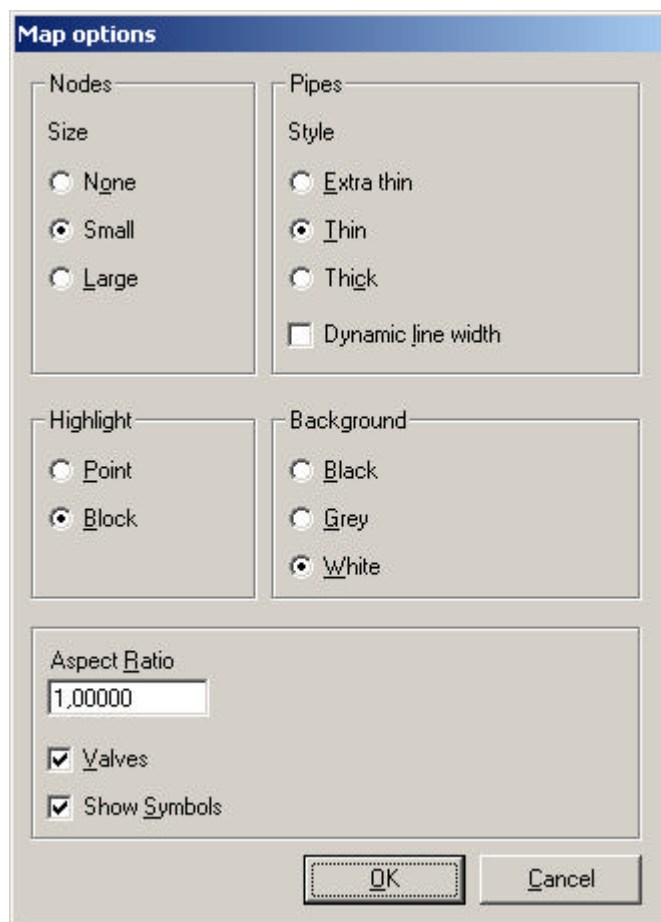 Map options
Nodes
Size
None
Small
Large
Pipes
Style
Extra thin
Thin
Thick
Dynamic line width
Highlight
Point
Block
Background
Black
Grey
White
Aspect Ratio
1,00000
Valves
Show Symbols
OK
Cancel